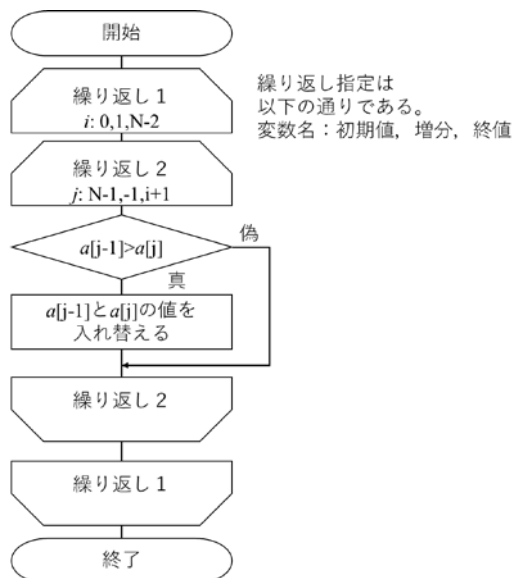 開始
繰り返し1
i: 0,1,N-2
繰り返し指定は
以下の通りである。
変数名：初期値，増分，終値
繰り返し2
j: N-1,-1,i+1
a[j-1]>a[j]
偽
真
a[j-1]とa[j]の値を
入れ替える
繰り返し2
繰り返し1
終了